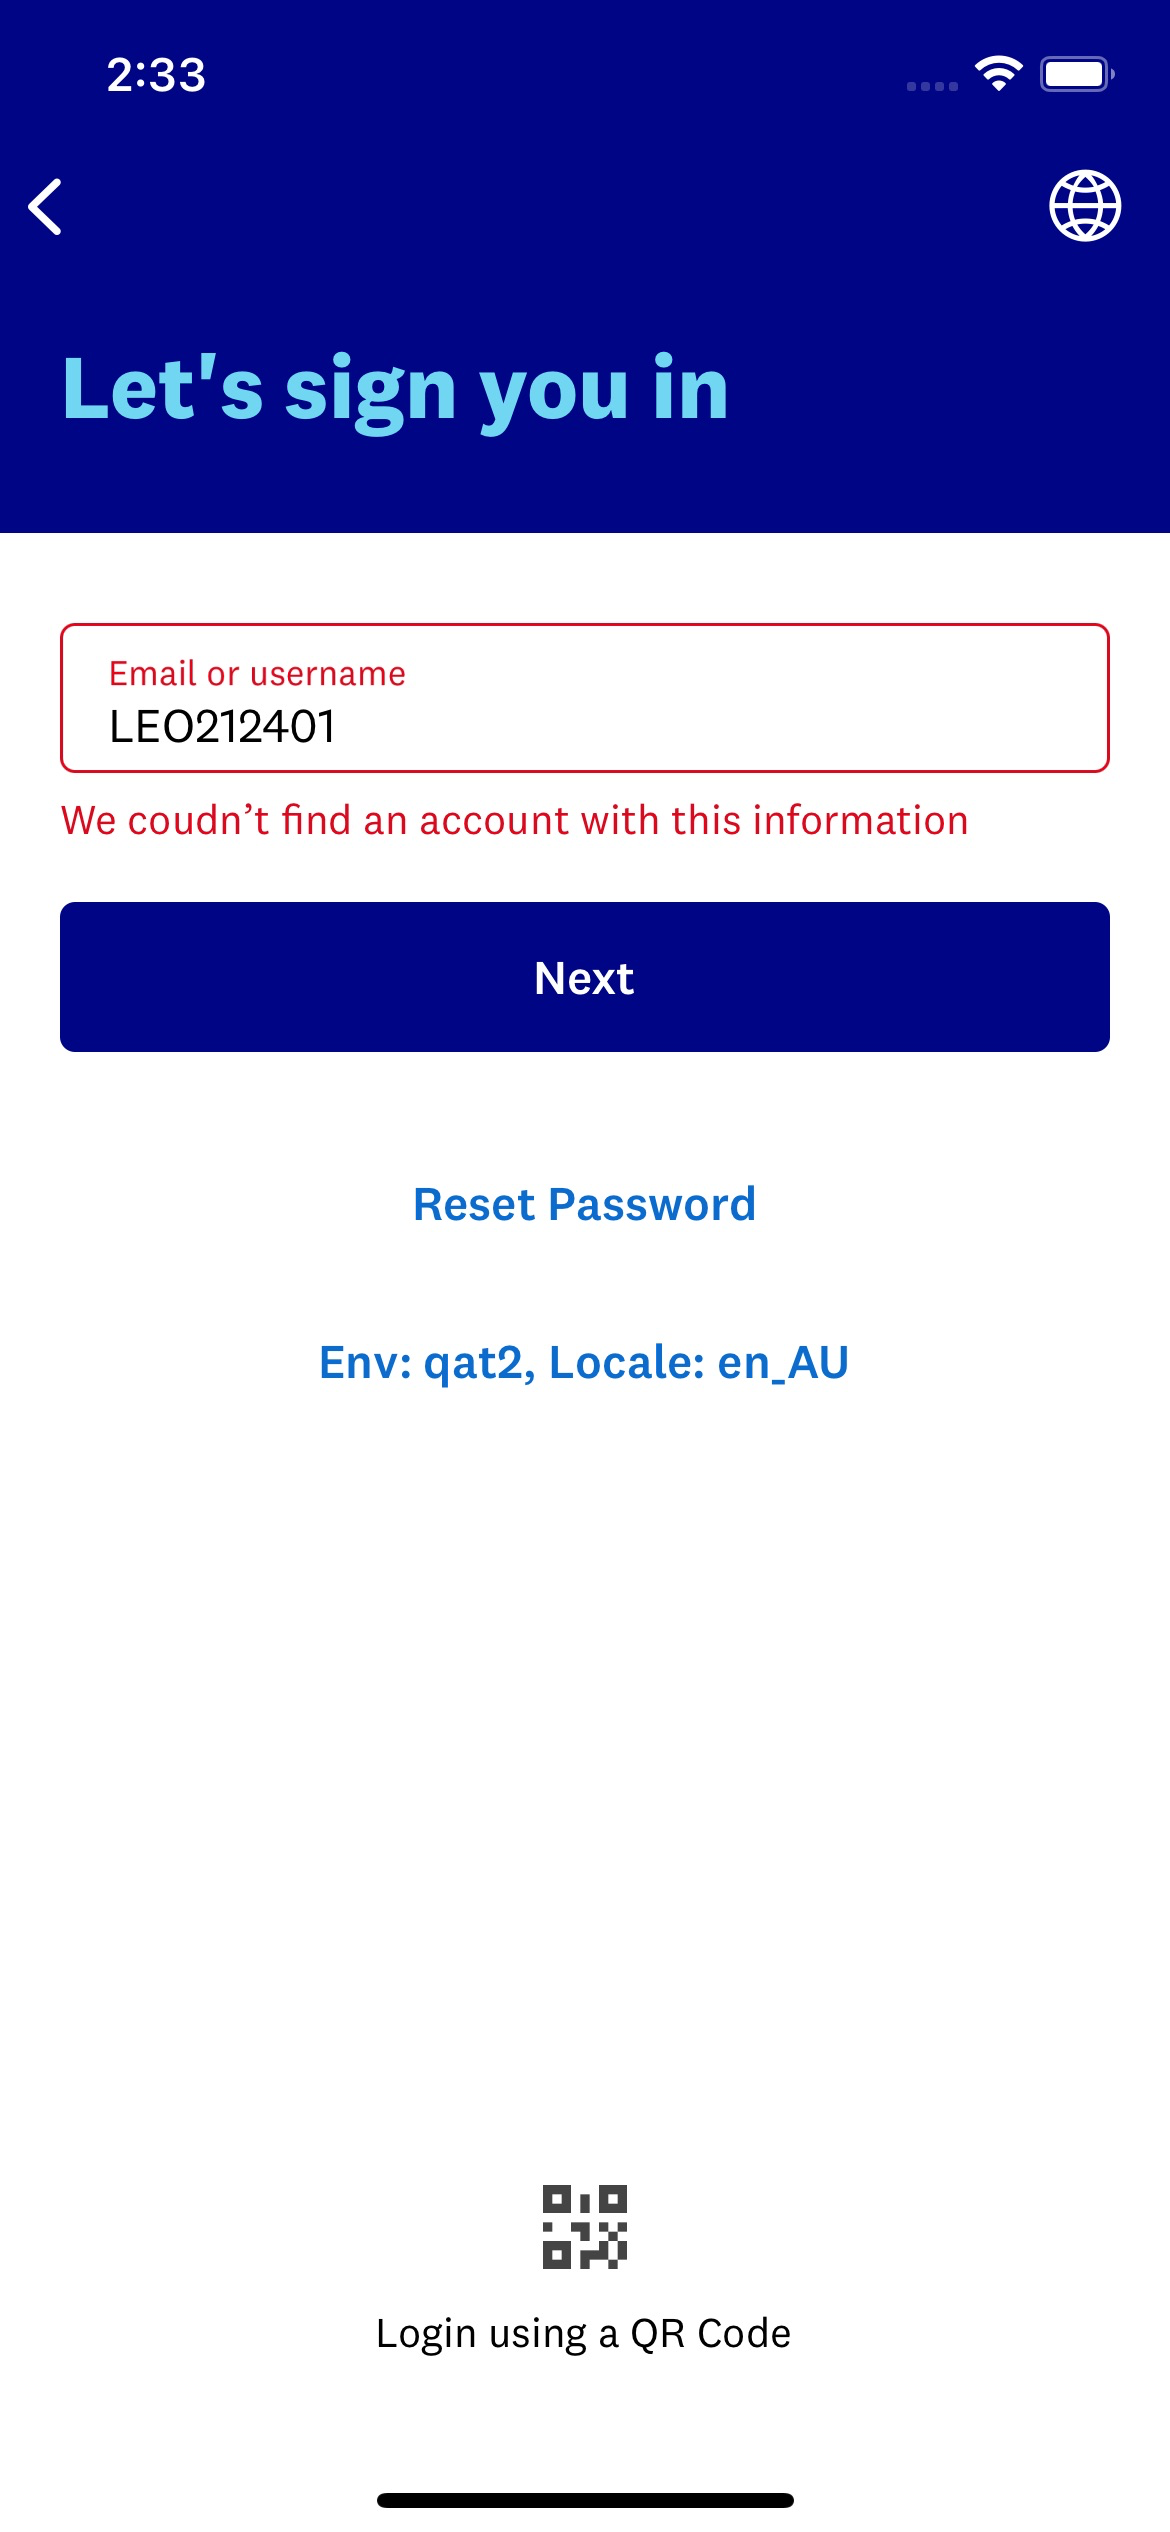 2:33
Let's sign you in
Email or username
LEO212401
We coudn’t find an account with this information
Next
Reset Password
Env: qat2, Locale: en_AU
Login using a QR Code